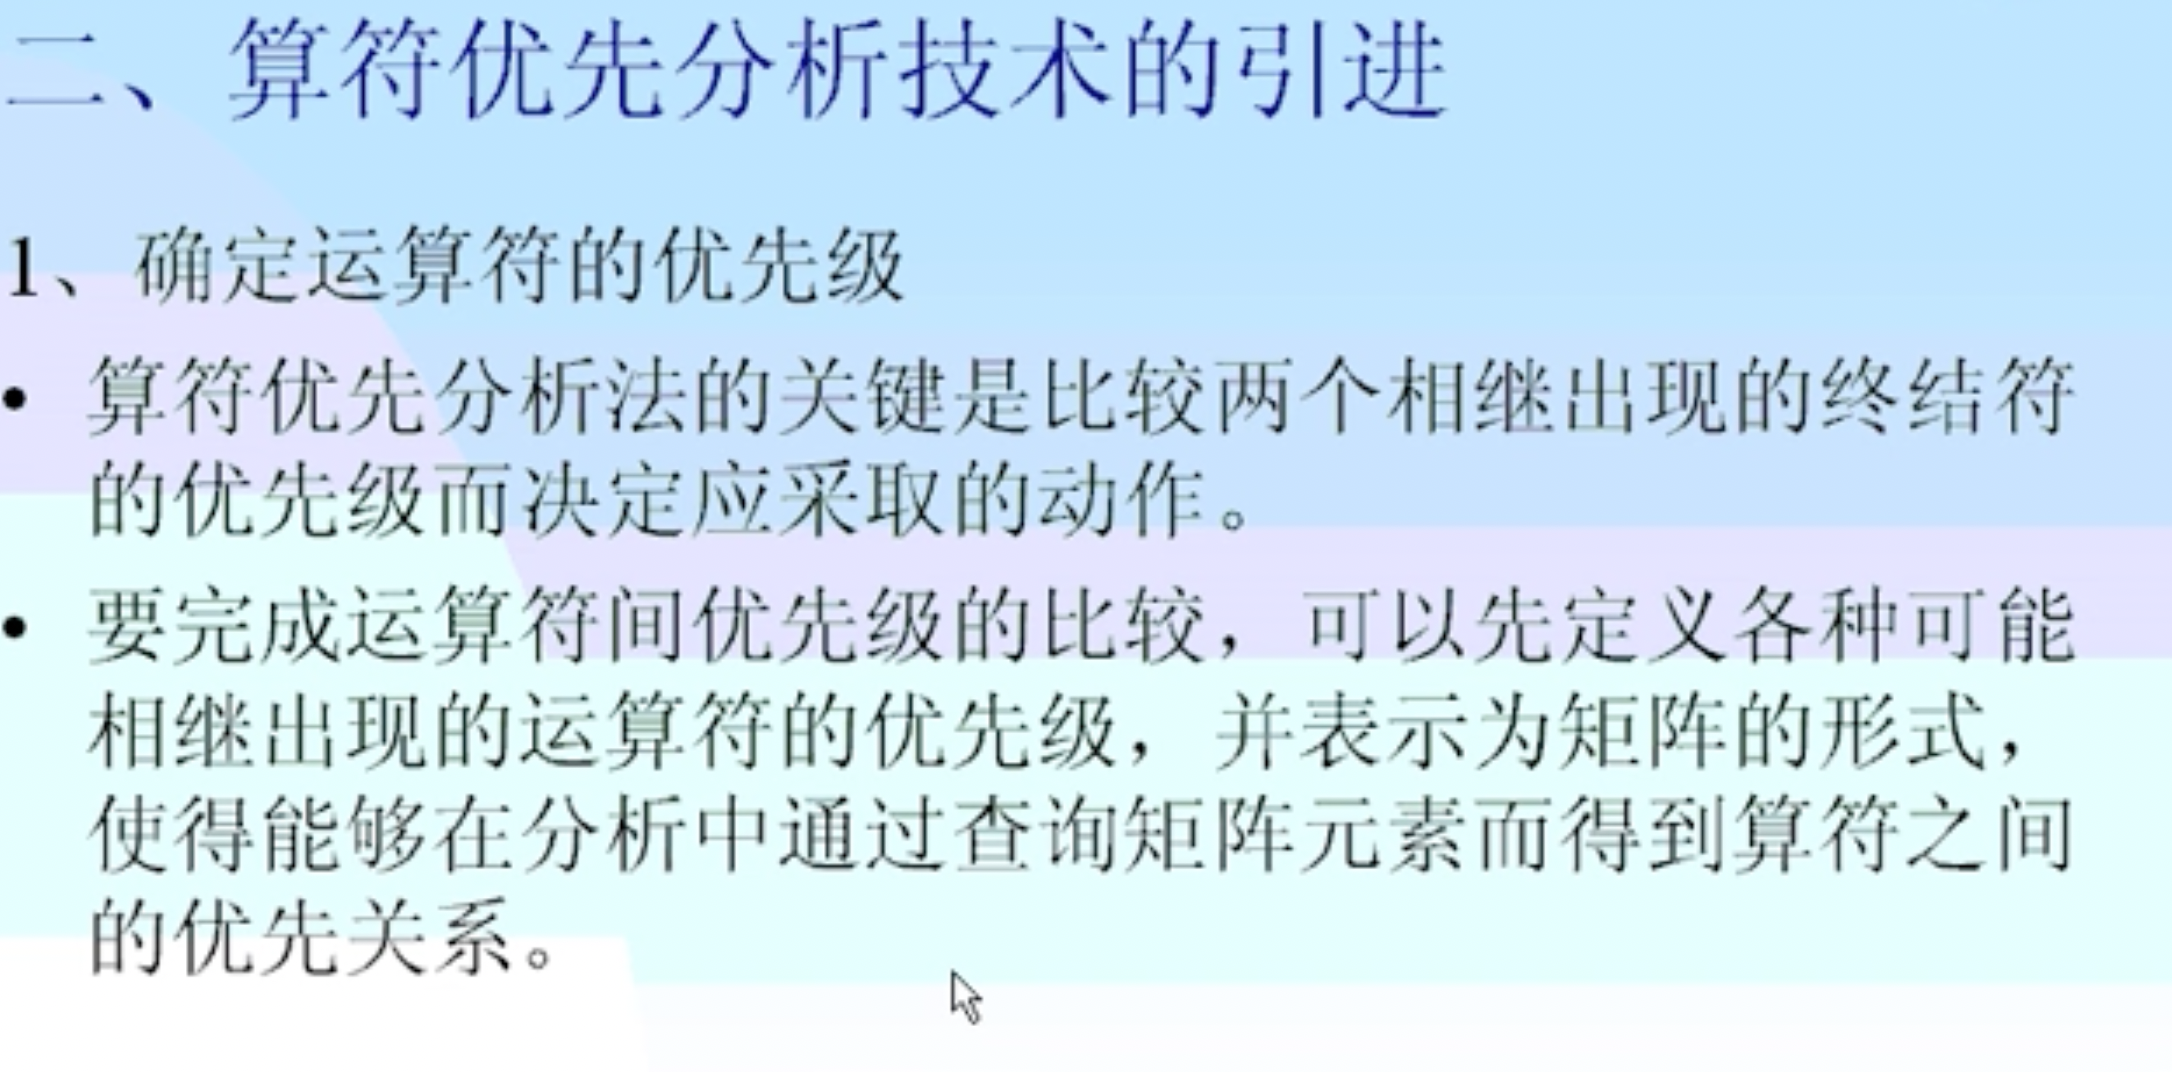 二、算符优先分析技术的引进
1、确定运算符的优先级
• 算符优先分析法的关键是比较两个相继出现的终结符
的优先级而决定应采取的动作。
• 要完成运算符间优先级的比较，可以先定义各种可能
相继出现的运算符的优先级，并表示为矩阵的形式，
使得能够在分析中通过查询矩阵元素而得到算符之间
的优先关系。